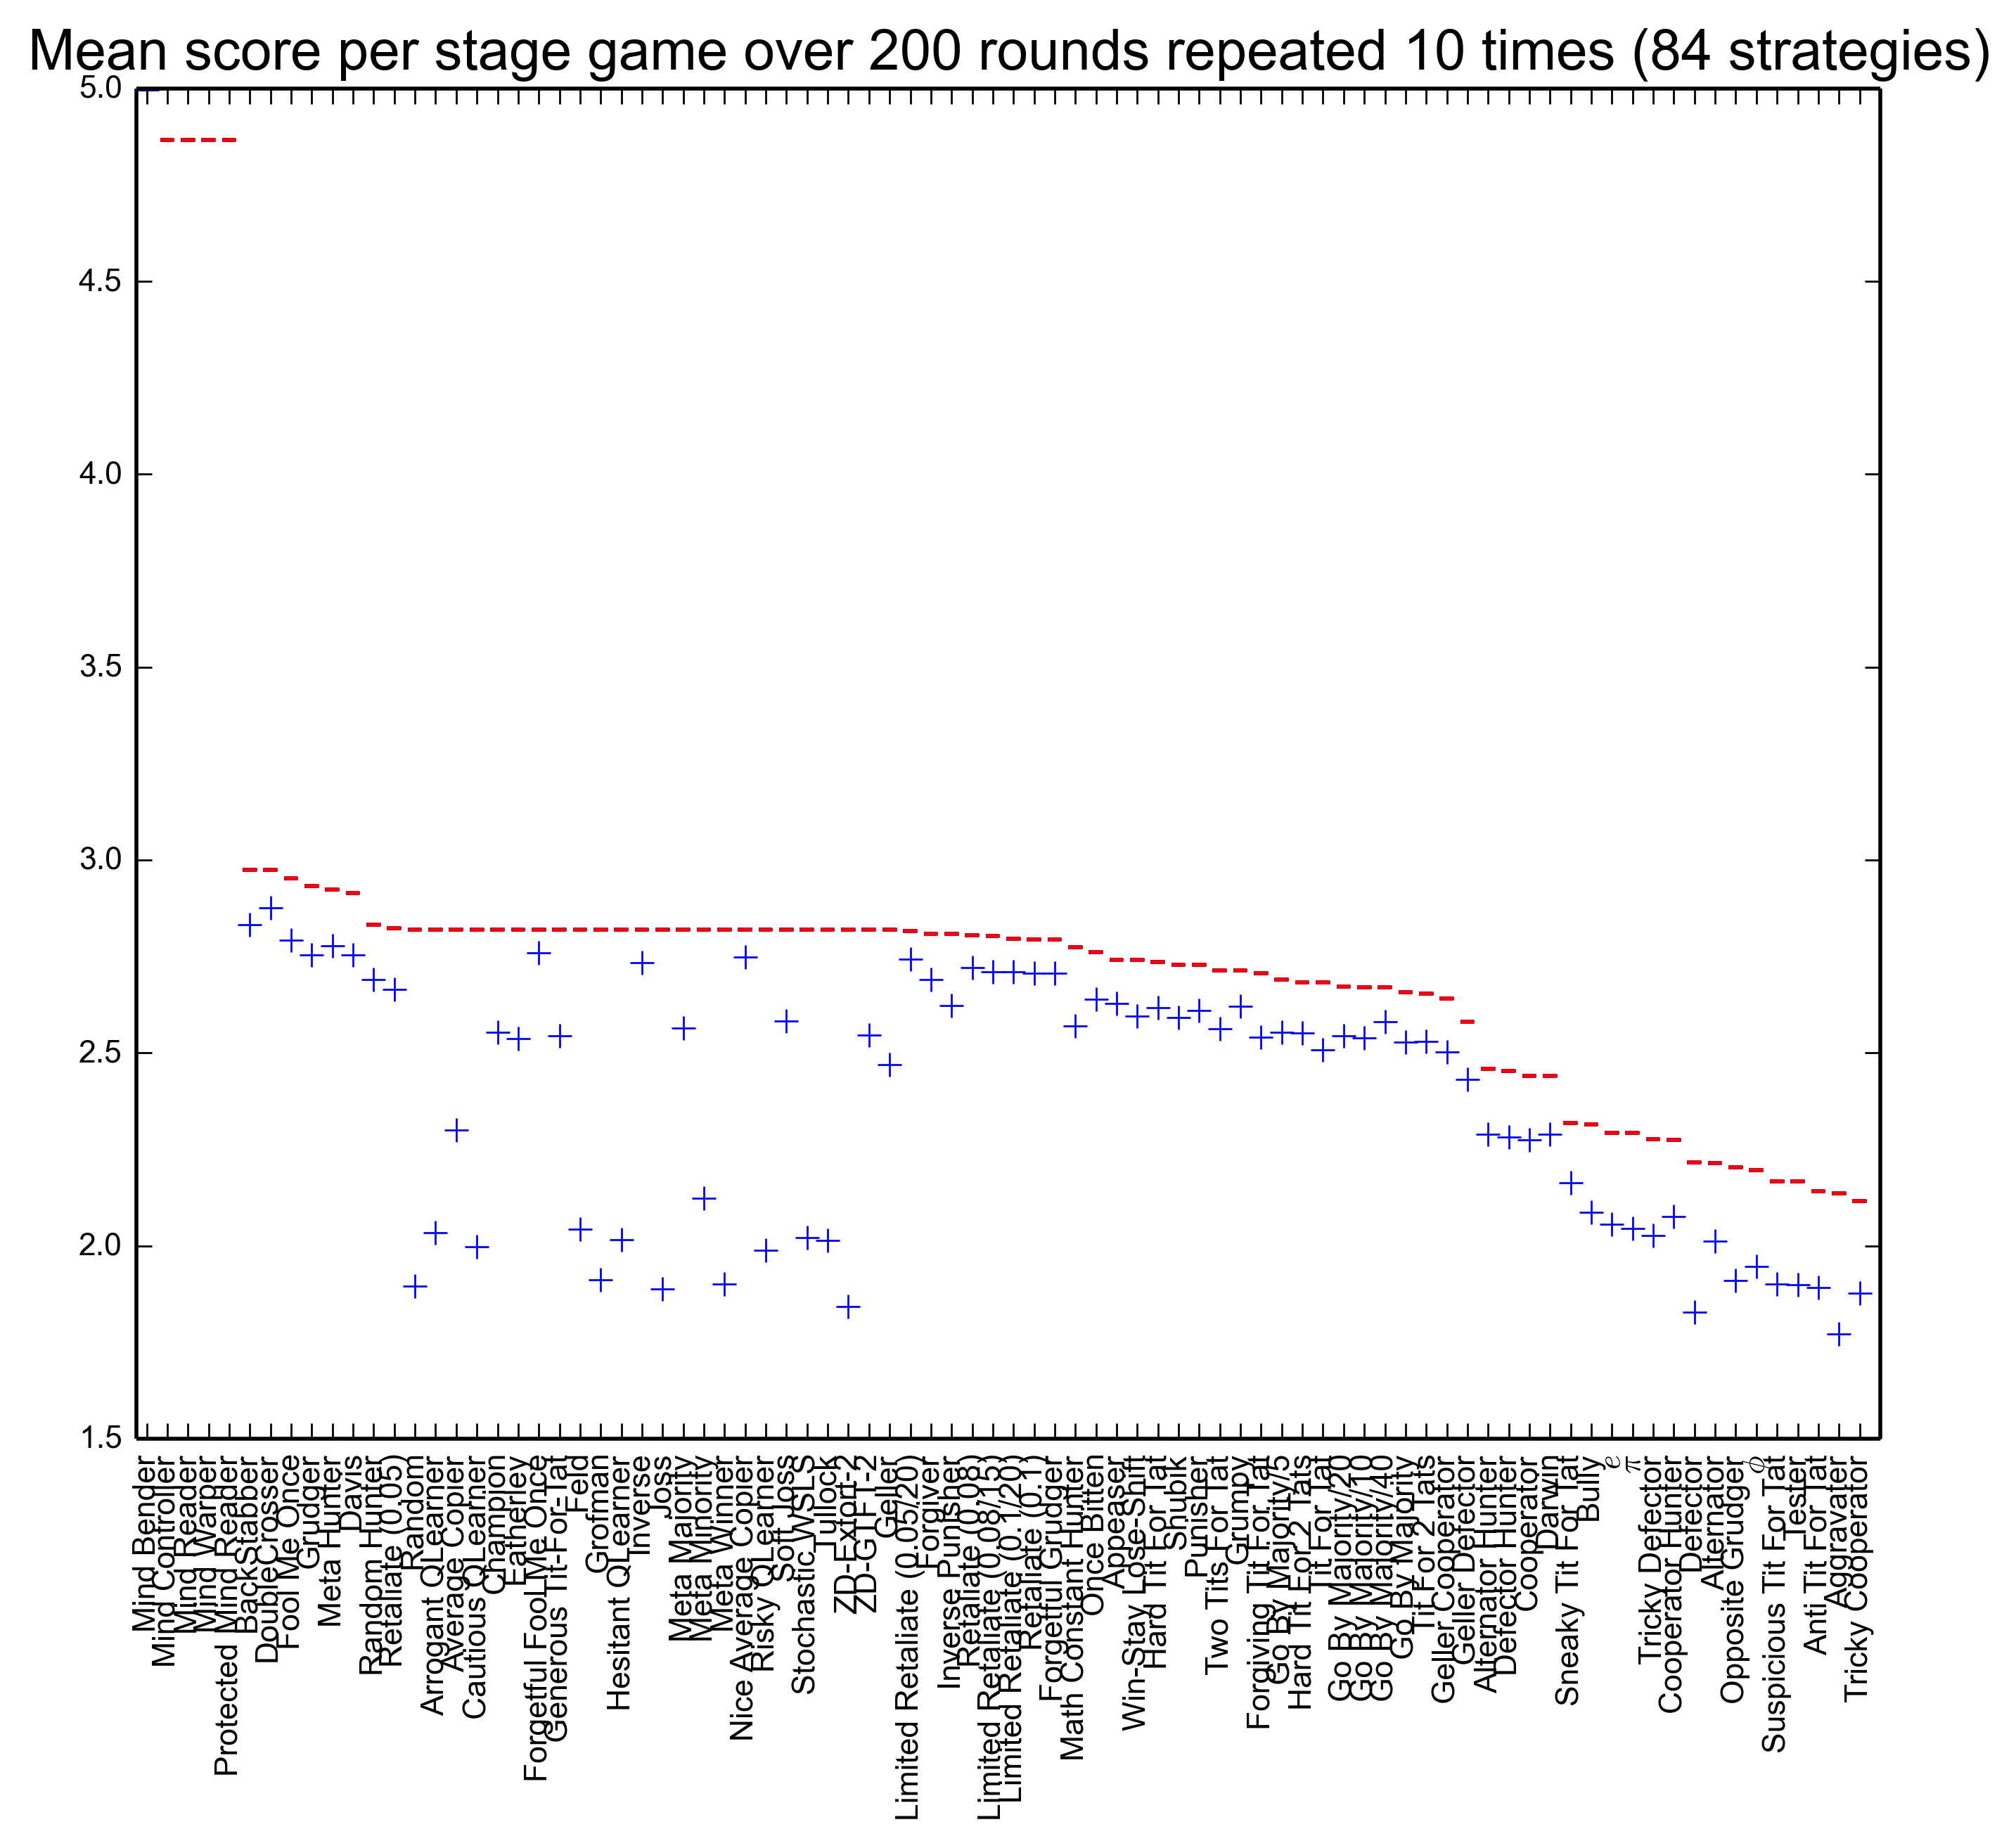 Mean score per stage game over 200 rounds repeated 10 times (84 strategies)
5.0
4.5
4.0
3.5
3.0
2.5
2.0
1.5
Mind Bender
Mind Controller
Mind Reader
Mind Warper
Protected Mind Reader
BackStabber
DoubleCrosser
Fool Me Once
Grudger
Meta Hunter
Davis
Random Hunter
Retaliate (0.05)
Random
Arrogant QLearner
Average Copier
Cautious QLearner
Champion
Eatherley
Forgetful Fool Me Once
Generous Tit-For-Tat
Feld
Grofman
Hesitant QLearner
Inverse
Joss
Meta Majority
Meta Minority
Meta Winner
Nice Average Copier
Risky QLearner
Soft Joss
Stochastic WSLS
Tullock
ZD-Extort-2
ZD-GTFT-2
Geller
Limited Retaliate (0.05/20)
Forgiver
Inverse Punisher
Retaliate (0.08)
Limited Retaliate (0.08/15)
Limited Retaliate (0.1/20)
Retaliate (0.1)
Forgetful Grudger
Math Constant Hunter
Once Bitten
Appeaser
Win-Stay Lose-Shift
Hard Tit For Tat
Shubik
Punisher
Two Tits For Tat
Grumpy
Forgiving Tit For Tat
Go By Majority/5
Hard Tit For 2 Tats
Tit For Tat
Go By Majority/20
Go By Majority/10
Go By Majority/40
Go By Majority
Tit For 2 Tats
Geller Cooperator
Geller Defector
Alternator Hunter
Defector Hunter
Cooperator
Darwin
Sneaky Tit For Tat
Bully
e
π
Tricky Defector
Cooperator Hunter
Defector
Alternator
Opposite Grudger
ϕ
Suspicious Tit For Tat
Tester
Anti Tit For Tat
Aggravater
Tricky Cooperator